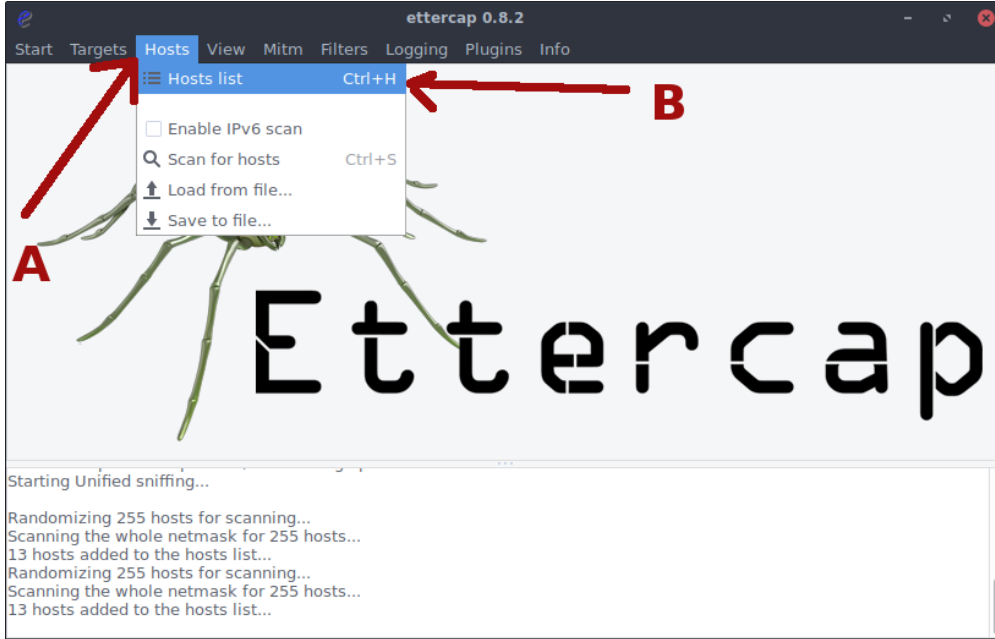 ettercap 0.8.2
Start Targets Hosts View Mitm Filters Logging Plugins Info
Hosts list Ctrl+H
B
Enable IPv6 scan
Scan for hosts Ctrl+S
Load from file...
Save to file...
A
Ettercap
Starting Unified sniffing...
Randomizing 255 hosts for scanning...
Scanning the whole netmask for 255 hosts...
13 hosts added to the hosts list...
Randomizing 255 hosts for scanning...
Scanning the whole netmask for 255 hosts...
13 hosts added to the hosts list...